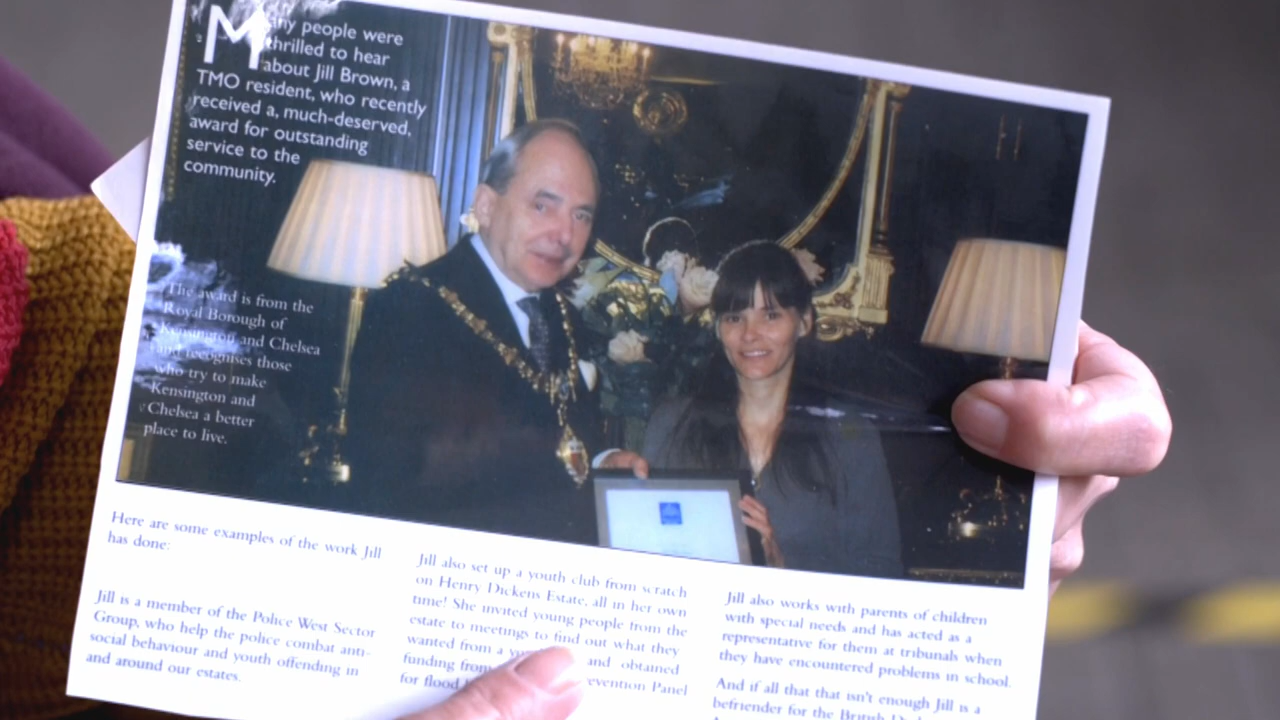 Many people were
thrilled to hear
about Jill Brown, a
TMO resident, who recently
received a, much-deserved,
award for outstanding
service to the
community.
The award is from the
Royal Borough of
Kensington and Chelsea
and recognises those
who try to make
Kensington and
Chelsea a better
place to live.
Here are some examples of the work Jill
has done:
Jill is a member of the Police West Sector
Group, who help the police combat anti-
social behaviour and youth offending in
and around our estates.
Jill also set up a youth club from scratch
on Henry Dickens Estate, all in her own
time! She invited young people from the
estate to meetings to find out what they
wanted from a and obtained
funding from
for flood Panel
Jill also works with parents of children
with special needs and has acted as a
representative for them at tribunals when
they have encountered problems in school.
And if all that that isn't enough Jill is a
befriender for the British